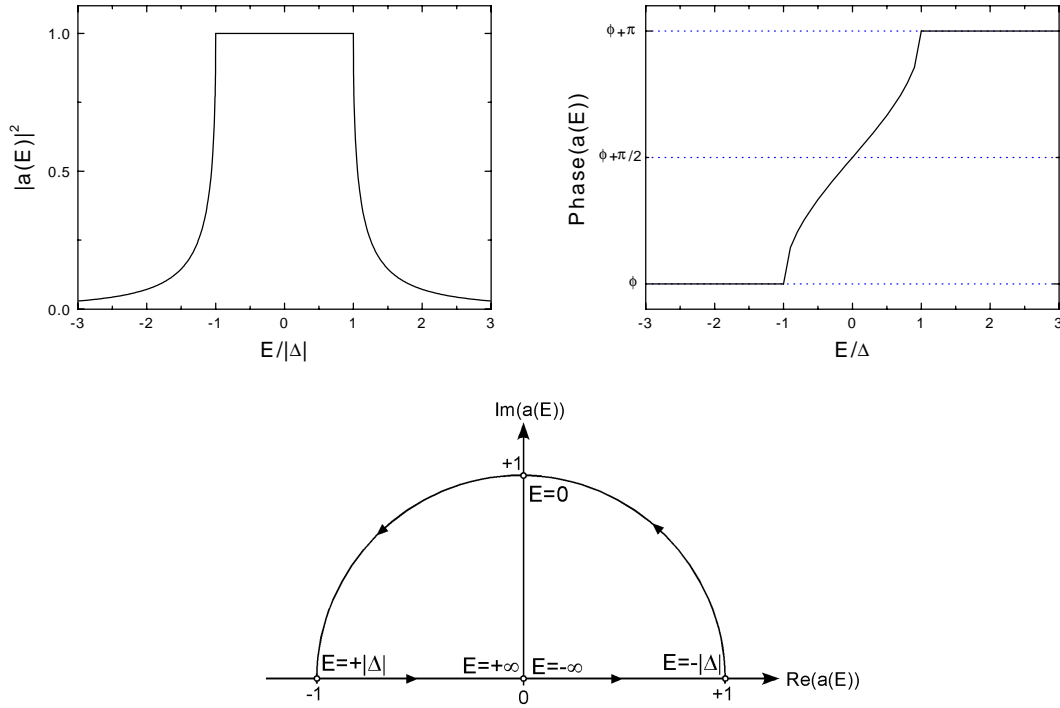 |a(E)|²
1.0
0.5
0.0
-3 -2 -1 0 1 2 3
E/|Δ|
Phase(a(E))
ϕ+π
ϕ+π/2
ϕ
-3 -2 -1 0 1 2 3
E/Δ
Im(a(E))
+1
E=0
E=+|Δ| E=+∞ E=-∞ E=-|Δ|
Re(a(E))
-1 0 +1